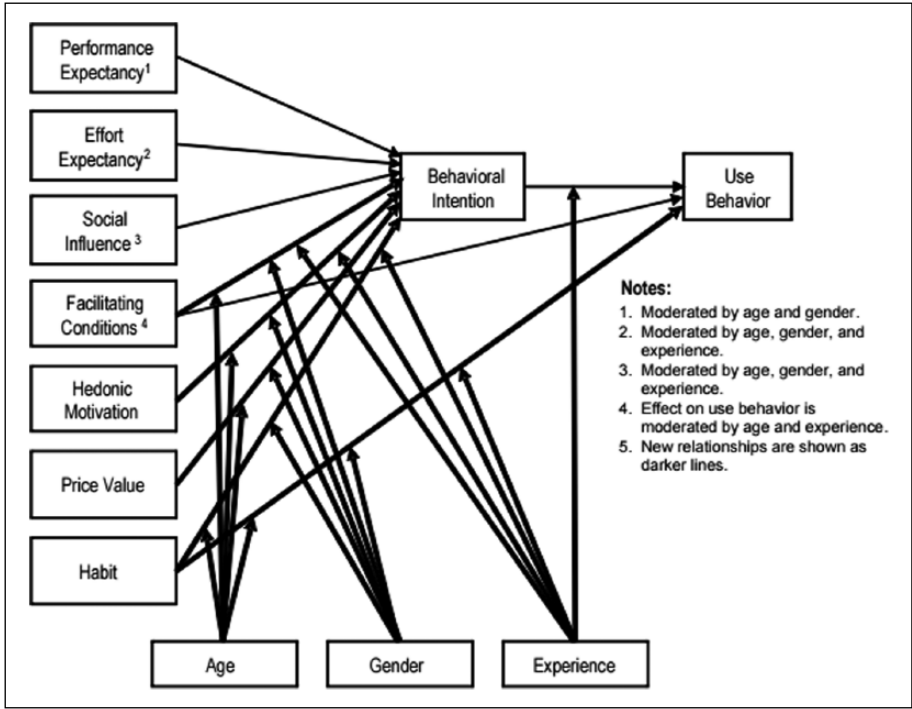 Performance
Expectancy1
Effort
Expectancy2
Social
Influence 3
Facilitating
Conditions 4
Hedonic
Motivation
Price Value
Habit
Behavioral
Intention
Use
Behavior
Notes:
1. Moderated by age and gender.
2. Moderated by age, gender, and
experience.
3. Moderated by age, gender, and
experience.
4. Effect on use behavior is
moderated by age and experience.
5. New relationships are shown as
darker lines.
Age
Gender
Experience